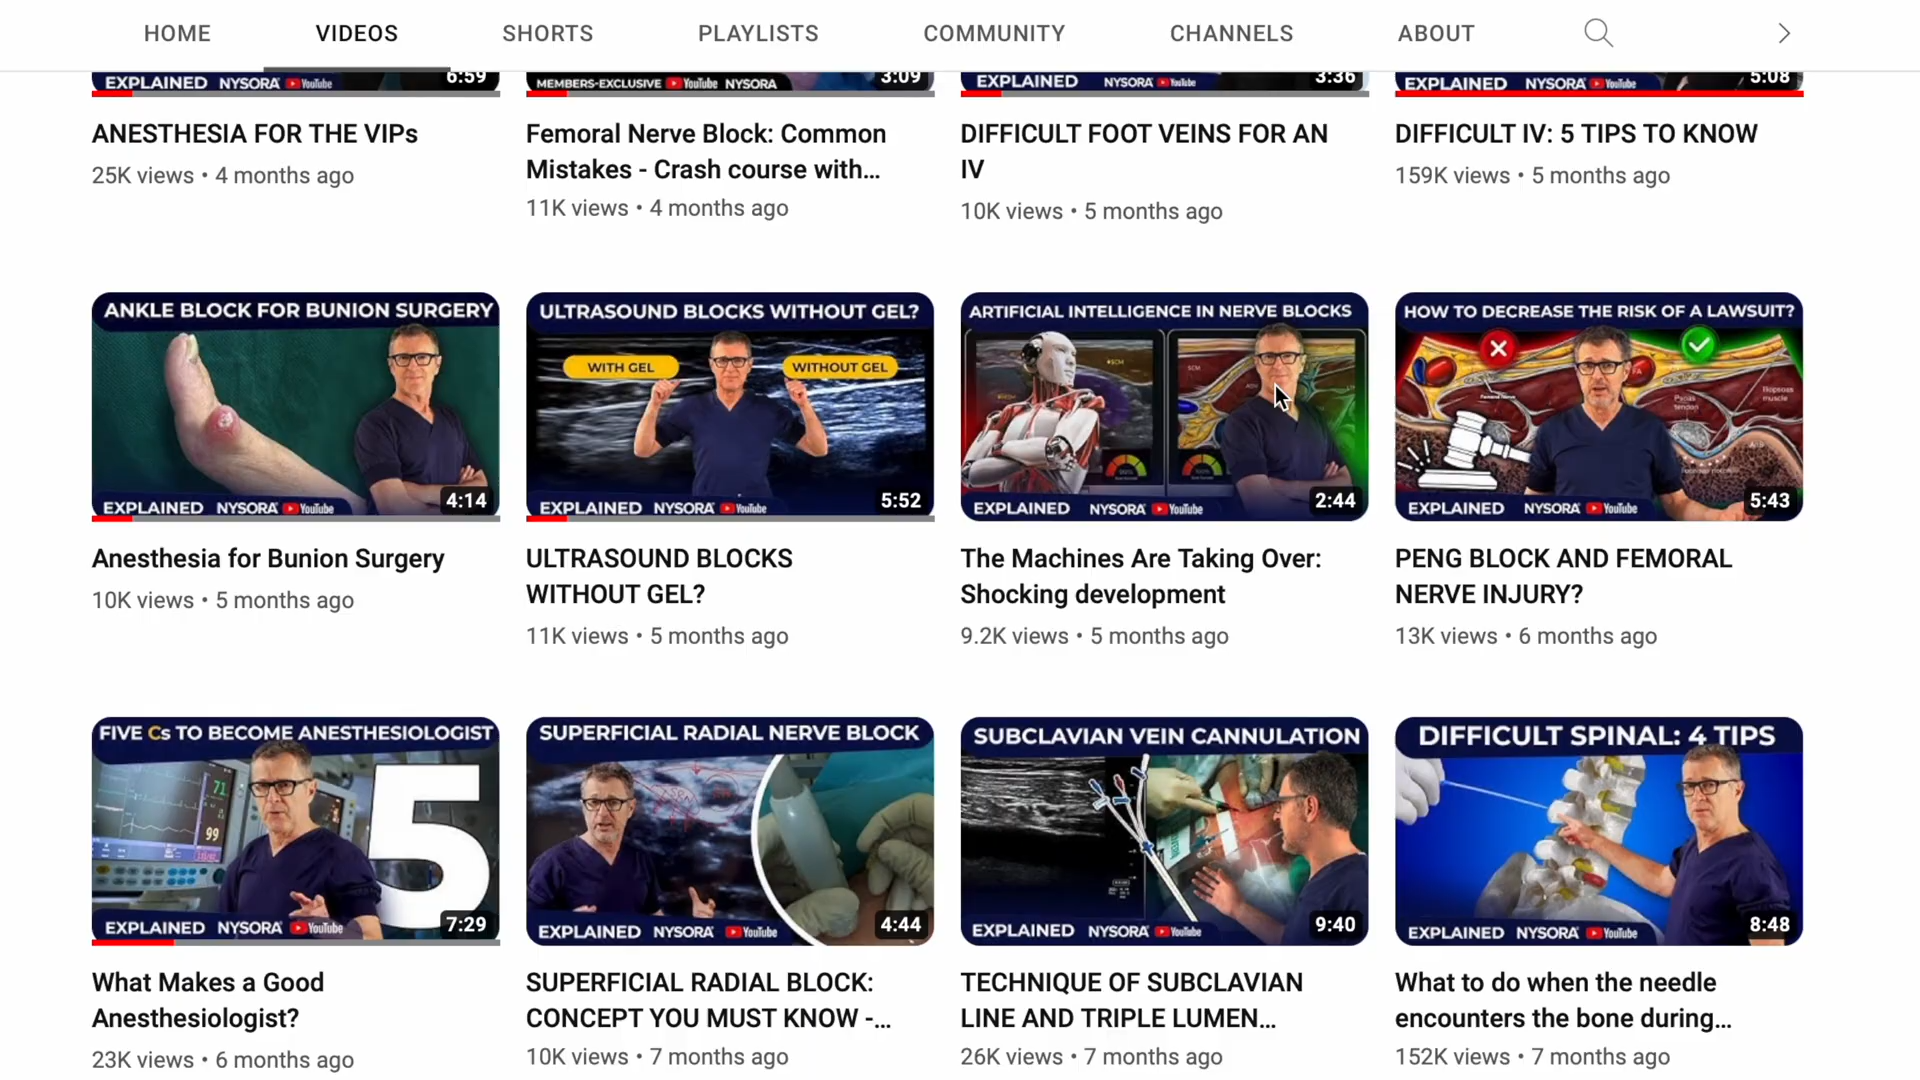 HOME VIDEOS SHORTS PLAYLISTS COMMUNITY CHANNELS ABOUT
EXPLAINED NYSORA YouTube 6:59
MEMBERS-EXCLUSIVE YouTube NYSORA 3:09
EXPLAINED NYSORA YouTube 3:36
EXPLAINED NYSORA YouTube 5:08
ANESTHESIA FOR THE VIPs
25K views • 4 months ago
Femoral Nerve Block: Common
Mistakes - Crash course with...
11K views • 4 months ago
DIFFICULT FOOT VEINS FOR AN
IV
10K views • 5 months ago
DIFFICULT IV: 5 TIPS TO KNOW
159K views • 5 months ago
ANKLE BLOCK FOR BUNION SURGERY
EXPLAINED NYSORA YouTube 4:14
Anesthesia for Bunion Surgery
10K views • 5 months ago
ULTRASOUND BLOCKS WITHOUT GEL?
WITH GEL WITHOUT GEL
EXPLAINED NYSORA YouTube 5:52
ULTRASOUND BLOCKS
WITHOUT GEL?
11K views • 5 months ago
ARTIFICIAL INTELLIGENCE IN NERVE BLOCKS
SCM
SCM
EXPLAINED NYSORA YouTube 2:44
The Machines Are Taking Over:
Shocking development
9.2K views • 5 months ago
HOW TO DECREASE THE RISK OF A LAWSUIT?
Femoral nerve
Psoas
tendon
Iliopsoas
muscle
EXPLAINED NYSORA YouTube 5:43
PENG BLOCK AND FEMORAL
NERVE INJURY?
13K views • 6 months ago
FIVE Cs TO BECOME ANESTHESIOLOGIST
71
99
5
EXPLAINED NYSORA YouTube 7:29
What Makes a Good
Anesthesiologist?
23K views • 6 months ago
SUPERFICIAL RADIAL NERVE BLOCK
EXPLAINED NYSORA YouTube 4:44
SUPERFICIAL RADIAL BLOCK:
CONCEPT YOU MUST KNOW -...
10K views • 7 months ago
SUBCLAVIAN VEIN CANNULATION
EXPLAINED NYSORA YouTube 9:40
TECHNIQUE OF SUBCLAVIAN
LINE AND TRIPLE LUMEN...
26K views • 7 months ago
DIFFICULT SPINAL: 4 TIPS
EXPLAINED NYSORA YouTube 8:48
What to do when the needle
encounters the bone during...
152K views • 7 months ago